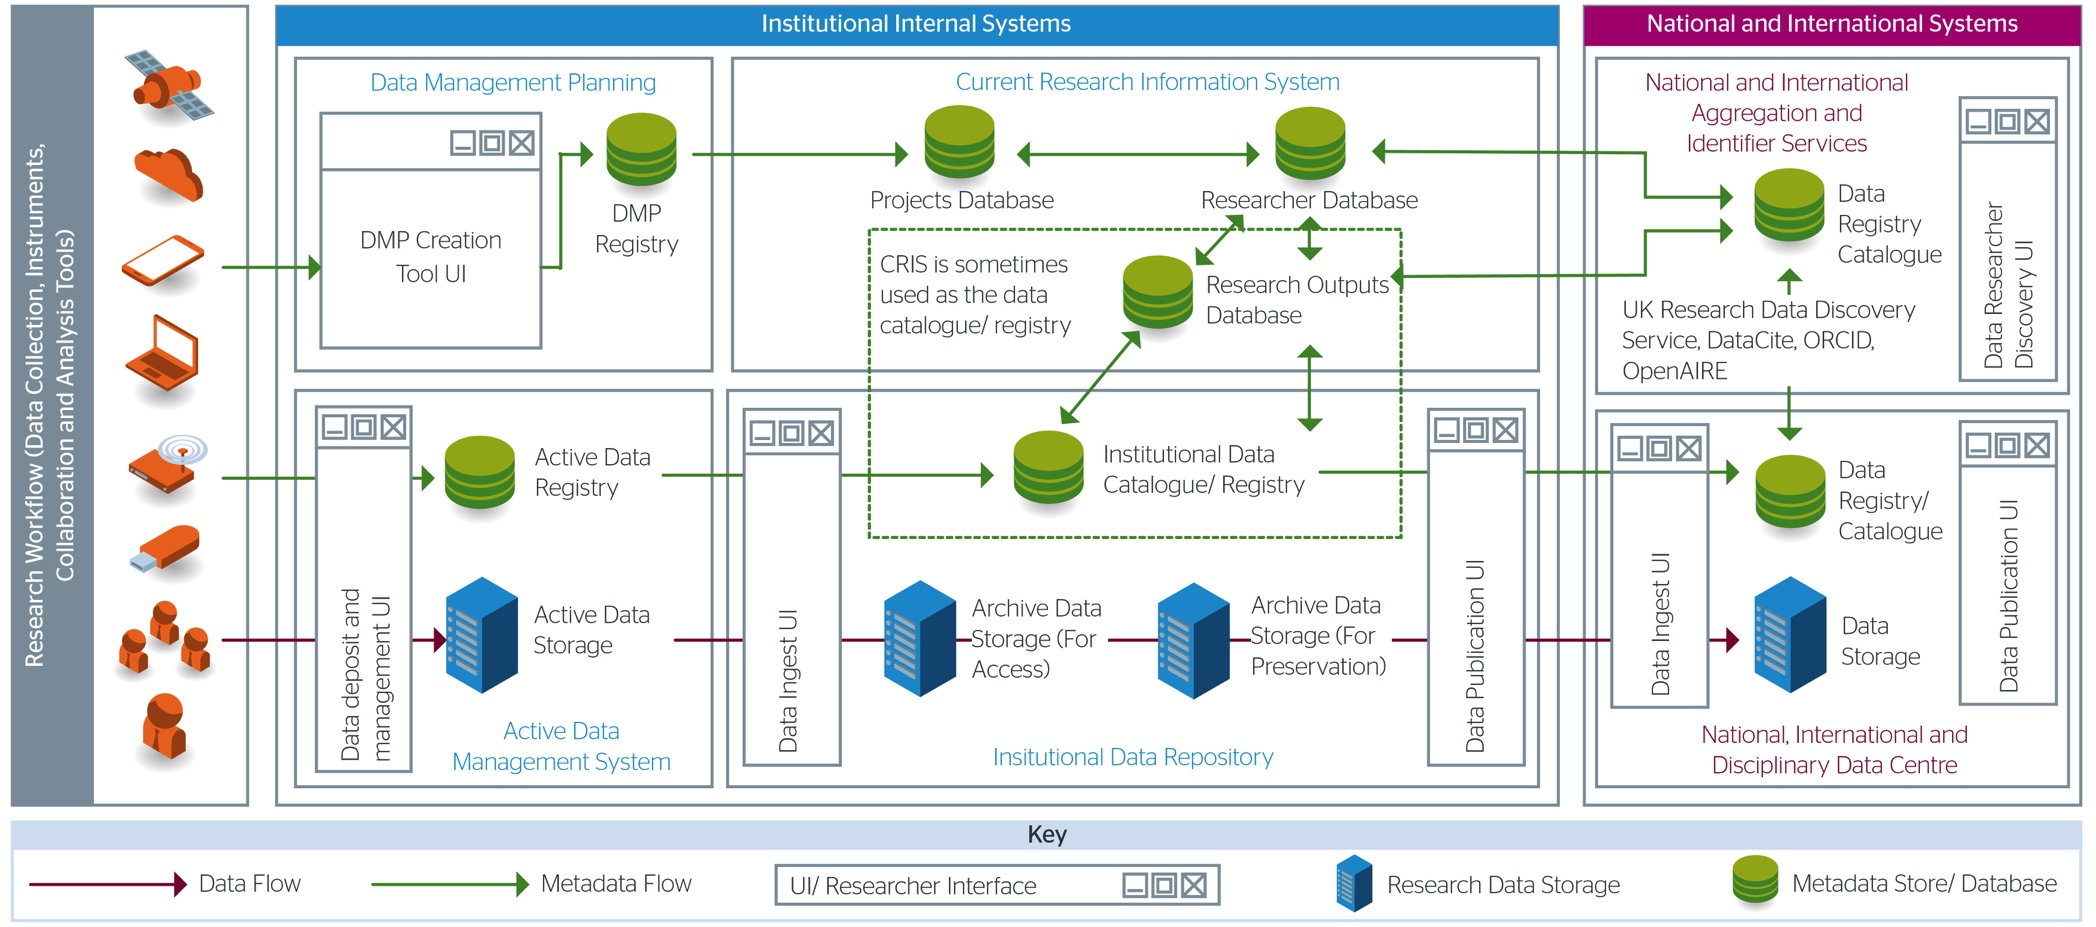 Research Workflow (Data Collection, Instruments,
Collaboration and Analysis Tools)
Institutional Internal Systems
Data Management Planning
DMP Creation
Tool UI
DMP
Registry
Current Research Information System
Projects Database
Researcher Database
CRIS is sometimes
used as the data
catalogue/ registry
Research Outputs
Database
Data deposit and
management UI
Active Data
Registry
Active Data
Storage
Active Data
Management System
Data Ingest UI
Institutional Data
Catalogue/ Registry
Archive Data
Storage (For
Access)
Archive Data
Storage (For
Preservation)
Data Publication UI
Insitutional Data Repository
National and International Systems
National and International
Aggregation and
Identifier Services
Data
Registry
Catalogue
UK Research Data Discovery
Service, DataCite, ORCID,
OpenAIRE
Data Researcher
Discovery UI
Data Ingest UI
Data
Registry/
Catalogue
Data
Storage
Data Publication UI
National, International and
Disciplinary Data Centre
Key
Data Flow
Metadata Flow
UI/ Researcher Interface
Research Data Storage
Metadata Store/ Database